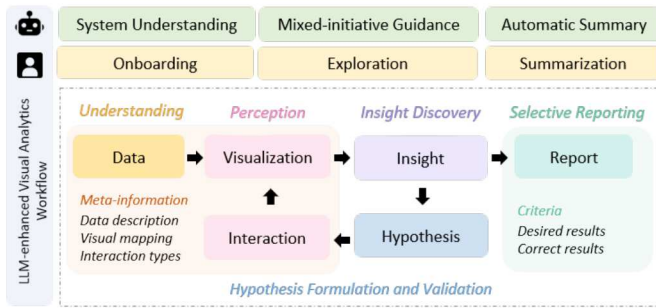 System Understanding
Mixed-initiative Guidance
Automatic Summary
Onboarding
Exploration
Summarization
LLM-enhanced Visual Analytics
Workflow
Understanding
Perception
Insight Discovery
Selective Reporting
Data
Visualization
Insight
Report
Meta-information
Data description
Visual mapping
Interaction types
Interaction
Hypothesis
Criteria
Desired results
Correct results
Hypothesis Formulation and Validation